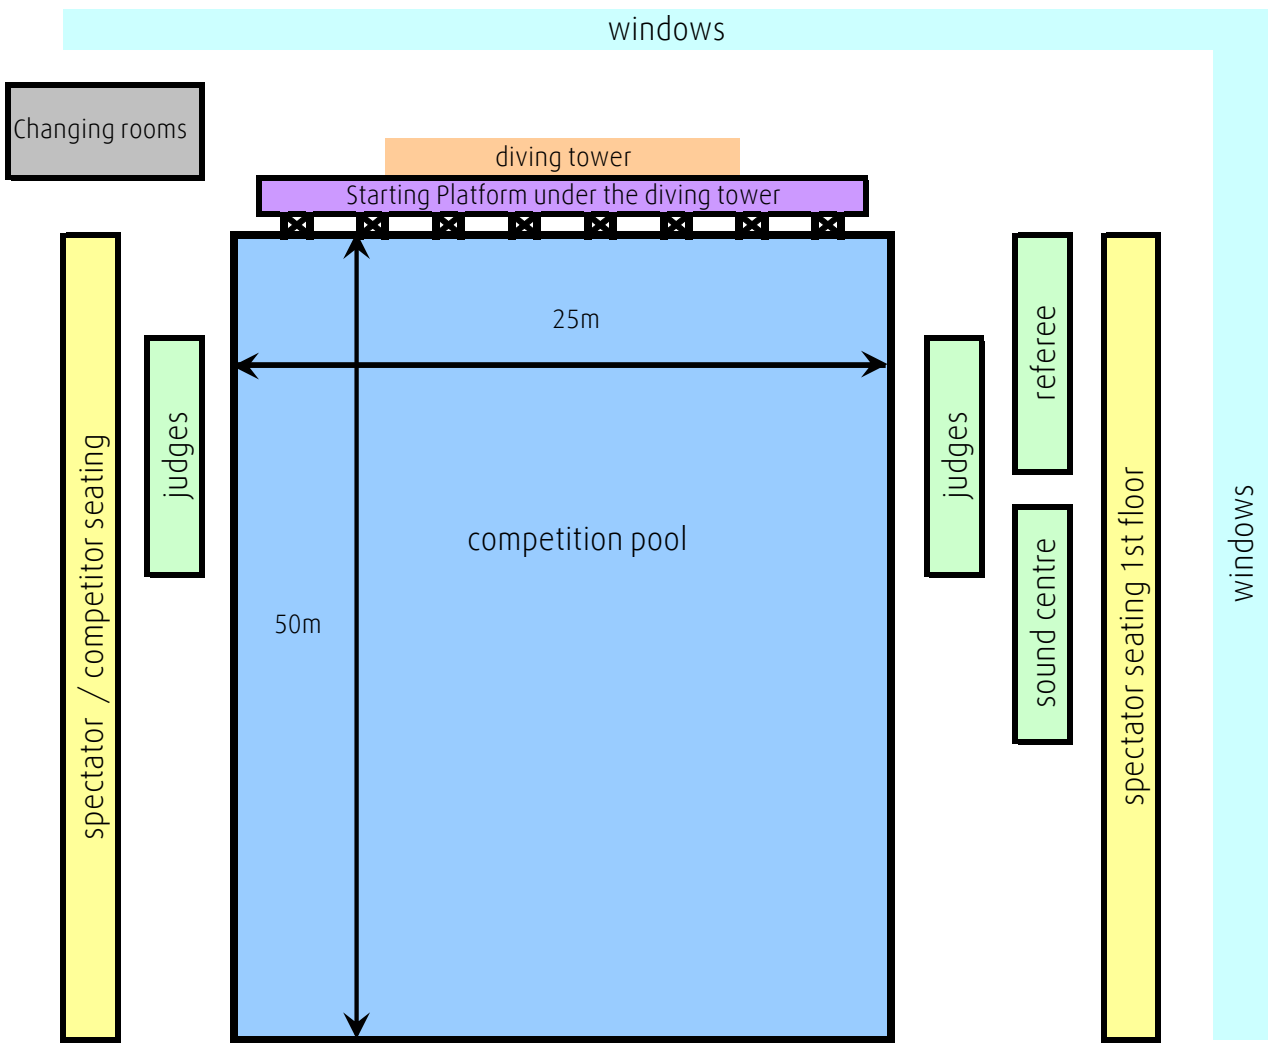 windows
Changing rooms
diving tower
Starting Platform under the diving tower
25m
referee
judges
judges
spectator / competitor seating
competition pool
spectator seating 1st floor
windows
sound centre
50m